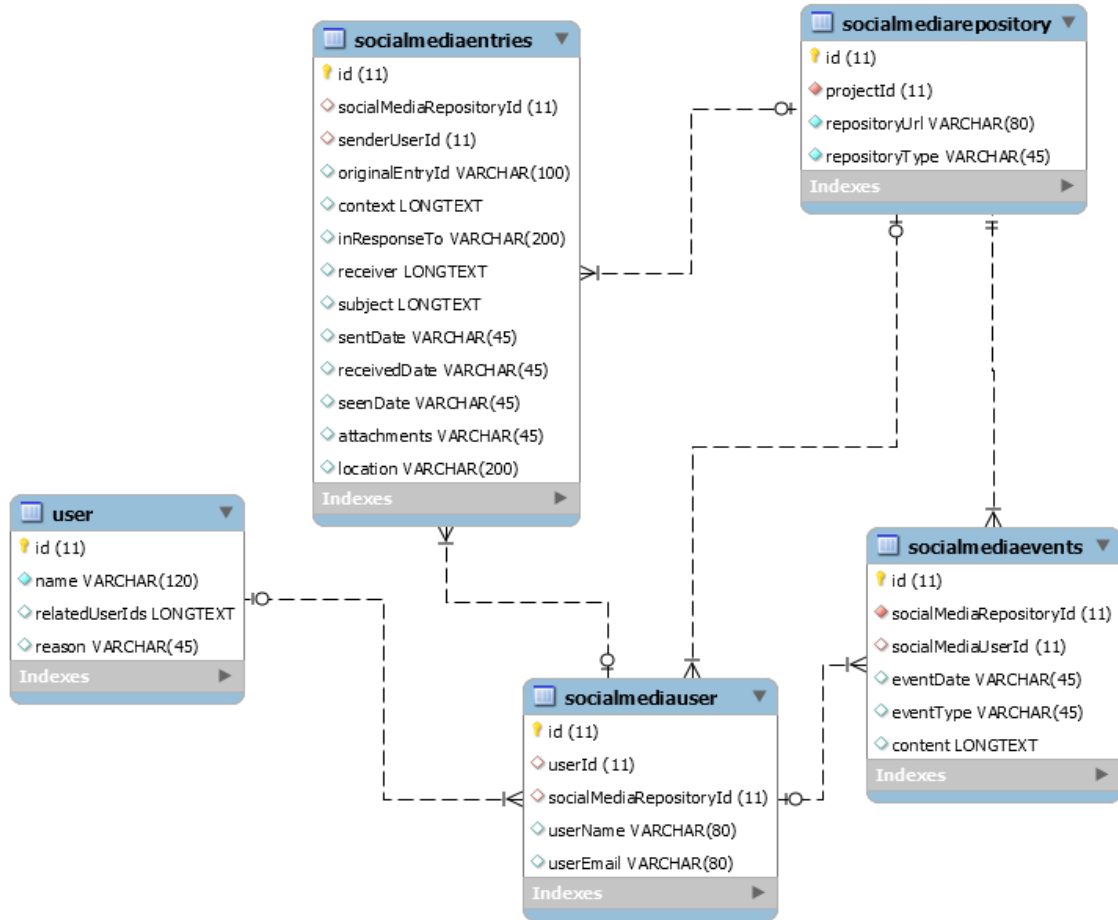 socialmediaentries
id (11)
socialMediaRepositoryId (11)
senderUserId (11)
originalEntryId VARCHAR(100)
context LONGTEXT
inResponseTo VARCHAR(200)
receiver LONGTEXT
subject LONGTEXT
sentDate VARCHAR(45)
receivedDate VARCHAR(45)
seenDate VARCHAR(45)
attachments VARCHAR(45)
location VARCHAR(200)
Indexes
socialmediarepository
id (11)
projectId (11)
repositoryUrl VARCHAR(80)
repositoryType VARCHAR(45)
Indexes
user
id (11)
name VARCHAR(120)
relatedUserIds LONGTEXT
reason VARCHAR(45)
Indexes
socialmediauser
id (11)
userId (11)
socialMediaRepositoryId (11)
userName VARCHAR(80)
userEmail VARCHAR(80)
Indexes
socialmediaevents
id (11)
socialMediaRepositoryId (11)
socialMediaUserId (11)
eventDate VARCHAR(45)
eventType VARCHAR(45)
content LONGTEXT
Indexes